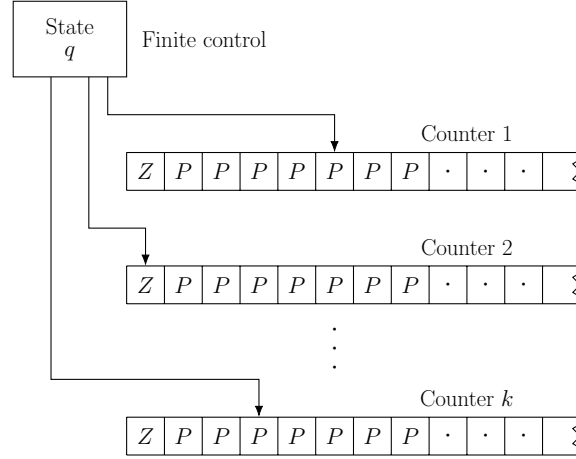 State
q
Finite control
Counter 1
Z P P P P P P P · · ·
Counter 2
Z P P P P P P P · · ·
·
·
·
Counter k
Z P P P P P P P · · ·